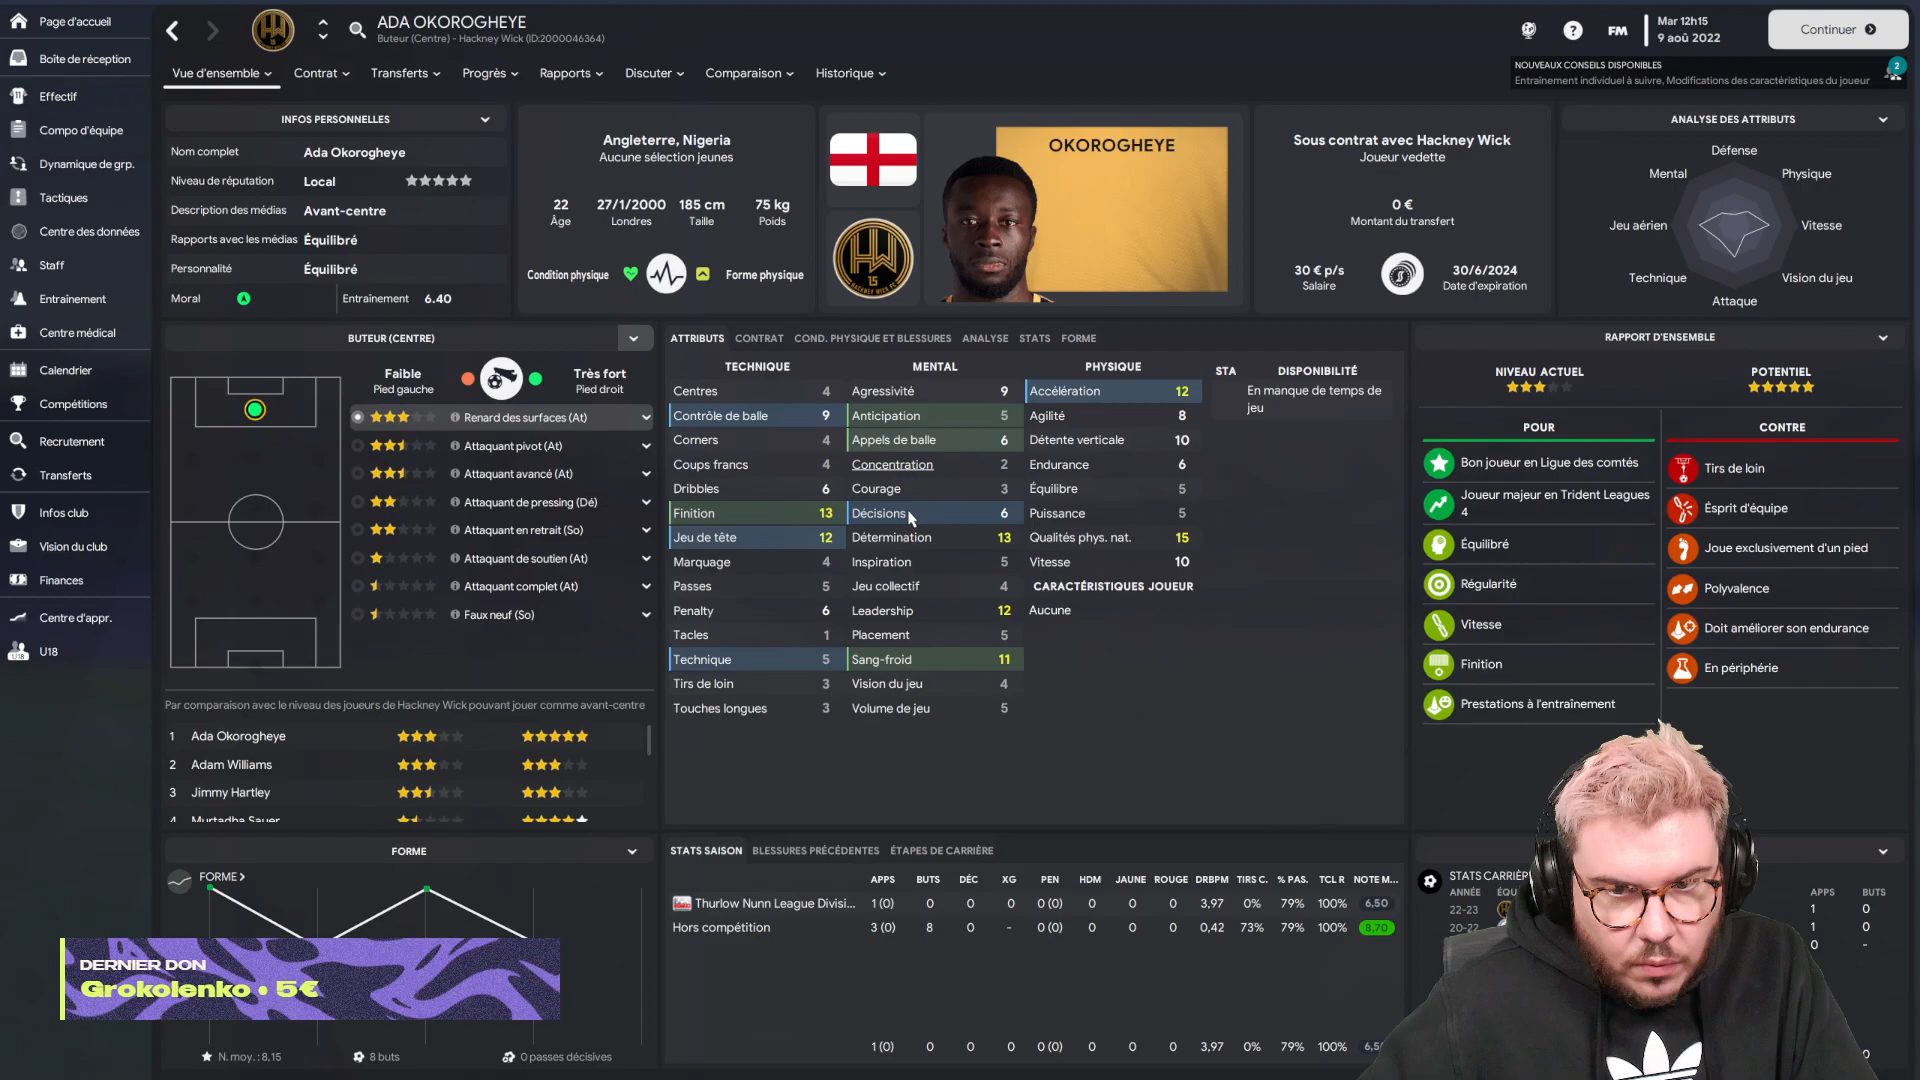 Page d'accueil
Boîte de réception
Effectif
Compo d'équipe
Dynamique de grp.
Tactiques
Centre des données
Staff
Entraînement
Centre médical
Calendrier
Compétitions
Recrutement
Transferts
Infos club
Vision du club
Finances
Centre d'appr.
U18
ADA OKOROGHEYE
Buteur (Centre) - Hackney Wick (ID:2000046364)
FM
Mar 12h15
9 aoû 2022
Continuer
Vue d'ensemble
Contrat
Transferts
Progrès
Rapports
Discuter
Comparaison
Historique
NOUVEAUX CONSEILS DISPONIBLES
Entraînement individuel à suivre, Modifications des caractéristiques du joueur
2
INFOS PERSONNELLES
Nom complet Ada Okorogheye
Niveau de réputation Local
Description des médias Avant-centre
Rapports avec les médias Équilibré
Personnalité Équilibré
Moral
Entraînement 6.40
Angleterre, Nigeria
Aucune sélection jeunes
22 27/1/2000 185 cm 75 kg
Âge Londres Taille Poids
Condition physique
Forme physique
OKOROGHEYE
Sous contrat avec Hackney Wick
Joueur vedette
0 €
Montant du transfert
30 € p/s 30/6/2024
Salaire Date d'expiration
ANALYSE DES ATTRIBUTS
Défense
Mental Physique
Jeu aérien Vitesse
Technique Vision du jeu
Attaque
BUTEUR (CENTRE)
Faible
Pied gauche
Très fort
Pied droit
Renard des surfaces (At)
Attaquant pivot (At)
Attaquant avancé (At)
Attaquant de pressing (Dé)
Attaquant en retrait (So)
Attaquant de soutien (At)
Attaquant complet (At)
Faux neuf (So)
Par comparaison avec le niveau des joueurs de Hackney Wick pouvant jouer comme avant-centre
1 Ada Okorogheye
2 Adam Williams
3 Jimmy Hartley
4 Murtadha Sauer
ATTRIBUTS CONTRAT COND. PHYSIQUE ET BLESSURES ANALYSE STATS FORME
TECHNIQUE
Centres 4
Contrôle de balle 9
Corners 4
Coups francs 4
Dribbles 6
Finition 13
Jeu de tête 12
Marquage 4
Passes 5
Penalty 6
Tacles 1
Technique 5
Tirs de loin 3
Touches longues 3
MENTAL
Agressivité 9
Anticipation 5
Appels de balle 6
Concentration 2
Courage 3
Décisions 6
Détermination 13
Inspiration 5
Jeu collectif 4
Leadership 12
Placement 5
Sang-froid 11
Vision du jeu 4
Volume de jeu 5
PHYSIQUE
Accélération 12
Agilité 8
Détente verticale 10
Endurance 6
Équilibre 5
Puissance 5
Qualités phys. nat. 15
Vitesse 10
CARACTÉRISTIQUES JOUEUR
Aucune
STA DISPONIBILITÉ
En manque de temps de
jeu
RAPPORT D'ENSEMBLE
NIVEAU ACTUEL POTENTIEL
POUR
Bon joueur en Ligue des comtés
Joueur majeur en Trident Leagues
4
Équilibré
Régularité
Vitesse
Finition
Prestations à l'entraînement
CONTRE
Tirs de loin
Esprit d'équipe
Joue exclusivement d'un pied
Polyvalence
Doit améliorer son endurance
En périphérie
FORME
FORME
DERNIER DON
Grokolenko • 5€
N. moy. : 8,15 8 buts 0 passes décisives
STATS SAISON BLESSURES PRÉCÉDENTES ÉTAPES DE CARRIÈRE
APPS BUTS DÉC XG PEN HDM JAUNE ROUGE DRBPM TIRS C. % PAS. TCL R NOTE M...
Thurlow Nunn League Divisi... 1 (0) 0 0 0 0 (0) 0 0 0 3,97 0% 79% 100% 6,50
Hors compétition 3 (0) 8 0 - 0 (0) 0 0 0 0,42 73% 79% 100% 8,70
1 (0) 0 0 0 0 (0) 0 0 0 3,97 0% 79% 100%
STATS CARRIÈR
ANNÉE APPS BUTS
22-23 1 0
20-22 1 0
0 -